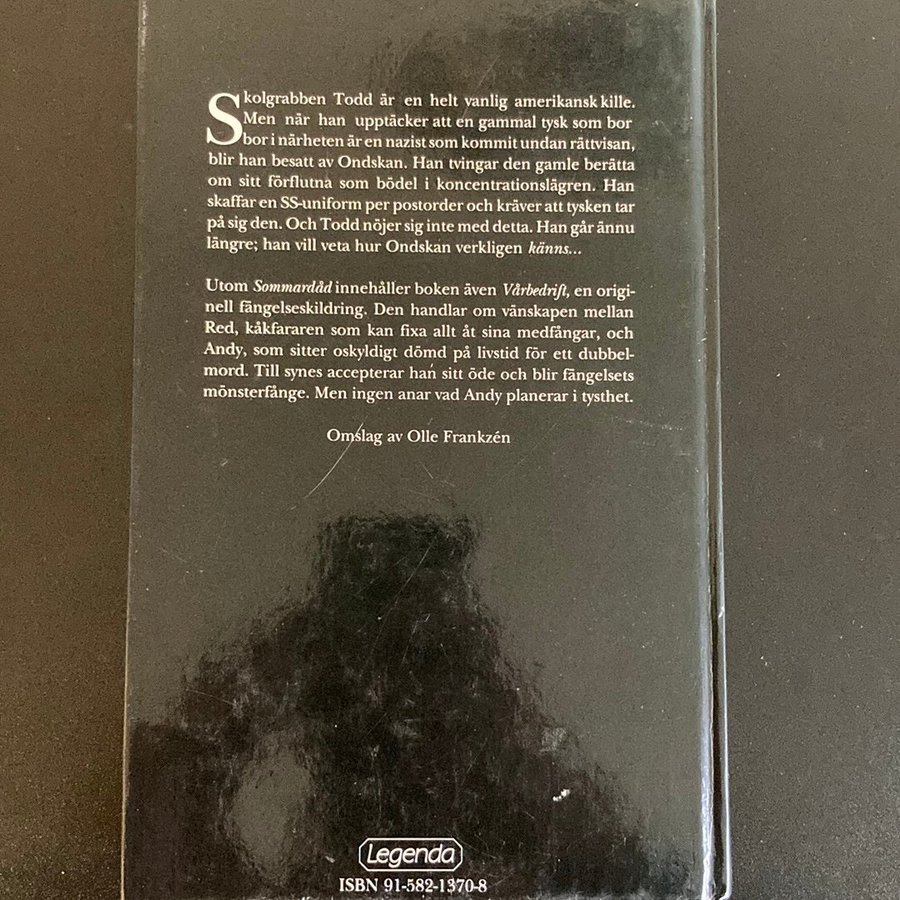 Skolgrabben Todd är en helt vanlig amerikansk kille.
Men när han upptäcker att en gammal tysk som bor
bor i närheten är en nazist som kommit undan rättvisan,
blir han besatt av Ondskan. Han tvingar den gamle berätta
om sitt förflutna som bödel i koncentrationslägren. Han
skaffar en SS-uniform per postorder och kräver att tysken tar
på sig den. Och Todd nöjer sig inte med detta. Han går ännu
längre; han vill veta hur Ondskan verkligen känns...
Utom Sommardåd innehåller boken även Vårbedrift, en origi-
nell fängelseskildring. Den handlar om vänskapen mellan
Red, kåkfararen som kan fixa allt åt sina medfångar, och
Andy, som sitter oskyldigt dömd på livstid för ett dubbel-
mord. Till synes accepterar han sitt öde och blir fängelsets
mönsterfånge. Men ingen anar vad Andy planerar i tysthet.
Omslag av Olle Frankzén
Legenda
ISBN 91-582-1370-8